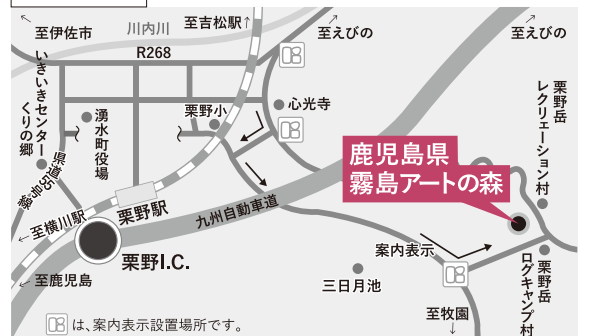 至伊佐市
川内川
至吉松駅
至えびの
至えびの
R268
いきいきセンター
くりの郷
湧水町役場
栗野小
心光寺
栗野岳
レクリエーション村
県道55号線
鹿児島県
霧島アートの森
栗野駅
九州自動車道
至横川駅
栗野I.C.
案内表示
至鹿児島
三日月池
栗野岳
ログキャンプ村
至牧園
は、案内表示設置場所です。